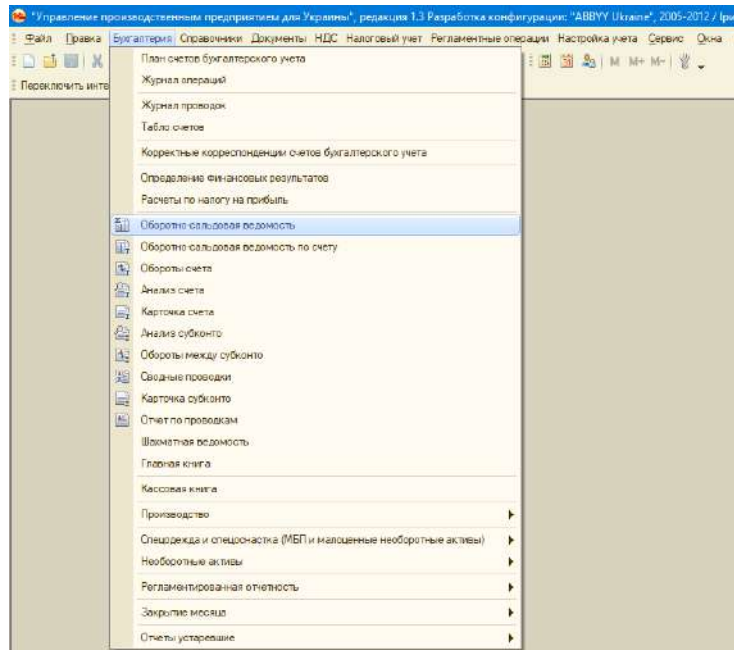 "Управление производственным предприятием для Украины", редакция 1.3 Разработка конфигурации: "ABBYY Ukraine", 2005-2012 /
Файл Правка Бухгалтерия Справочники Документы НДС Налоговый учет Регламентные операции Настройка учета Сервис Окна
M M+ M-
Переключить инте
План счетов бухгалтерского учета
Журнал операций
Журнал проводок
Табло счетов
Корректные корреспонденции счетов бухгалтерского учета
Определение финансовых результатов
Расчеты по налогу на прибыль
Оборотно-сальдовая ведомость
Оборотно-сальдовая ведомость по счету
Обороты счета
Анализ счета
Карточка счета
Анализ субконто
Обороты между субконто
Сводные проводки
Карточка субконто
Отчет по проводкам
Шахматная ведомость
Главная книга
Кассовая книга
Производство
Спецодежда и спецоснастка (МБП и малоценные необоротные активы)
Необоротные активы
Регламентированная отчетность
Закрытие месяца
Отчеты устаревшие